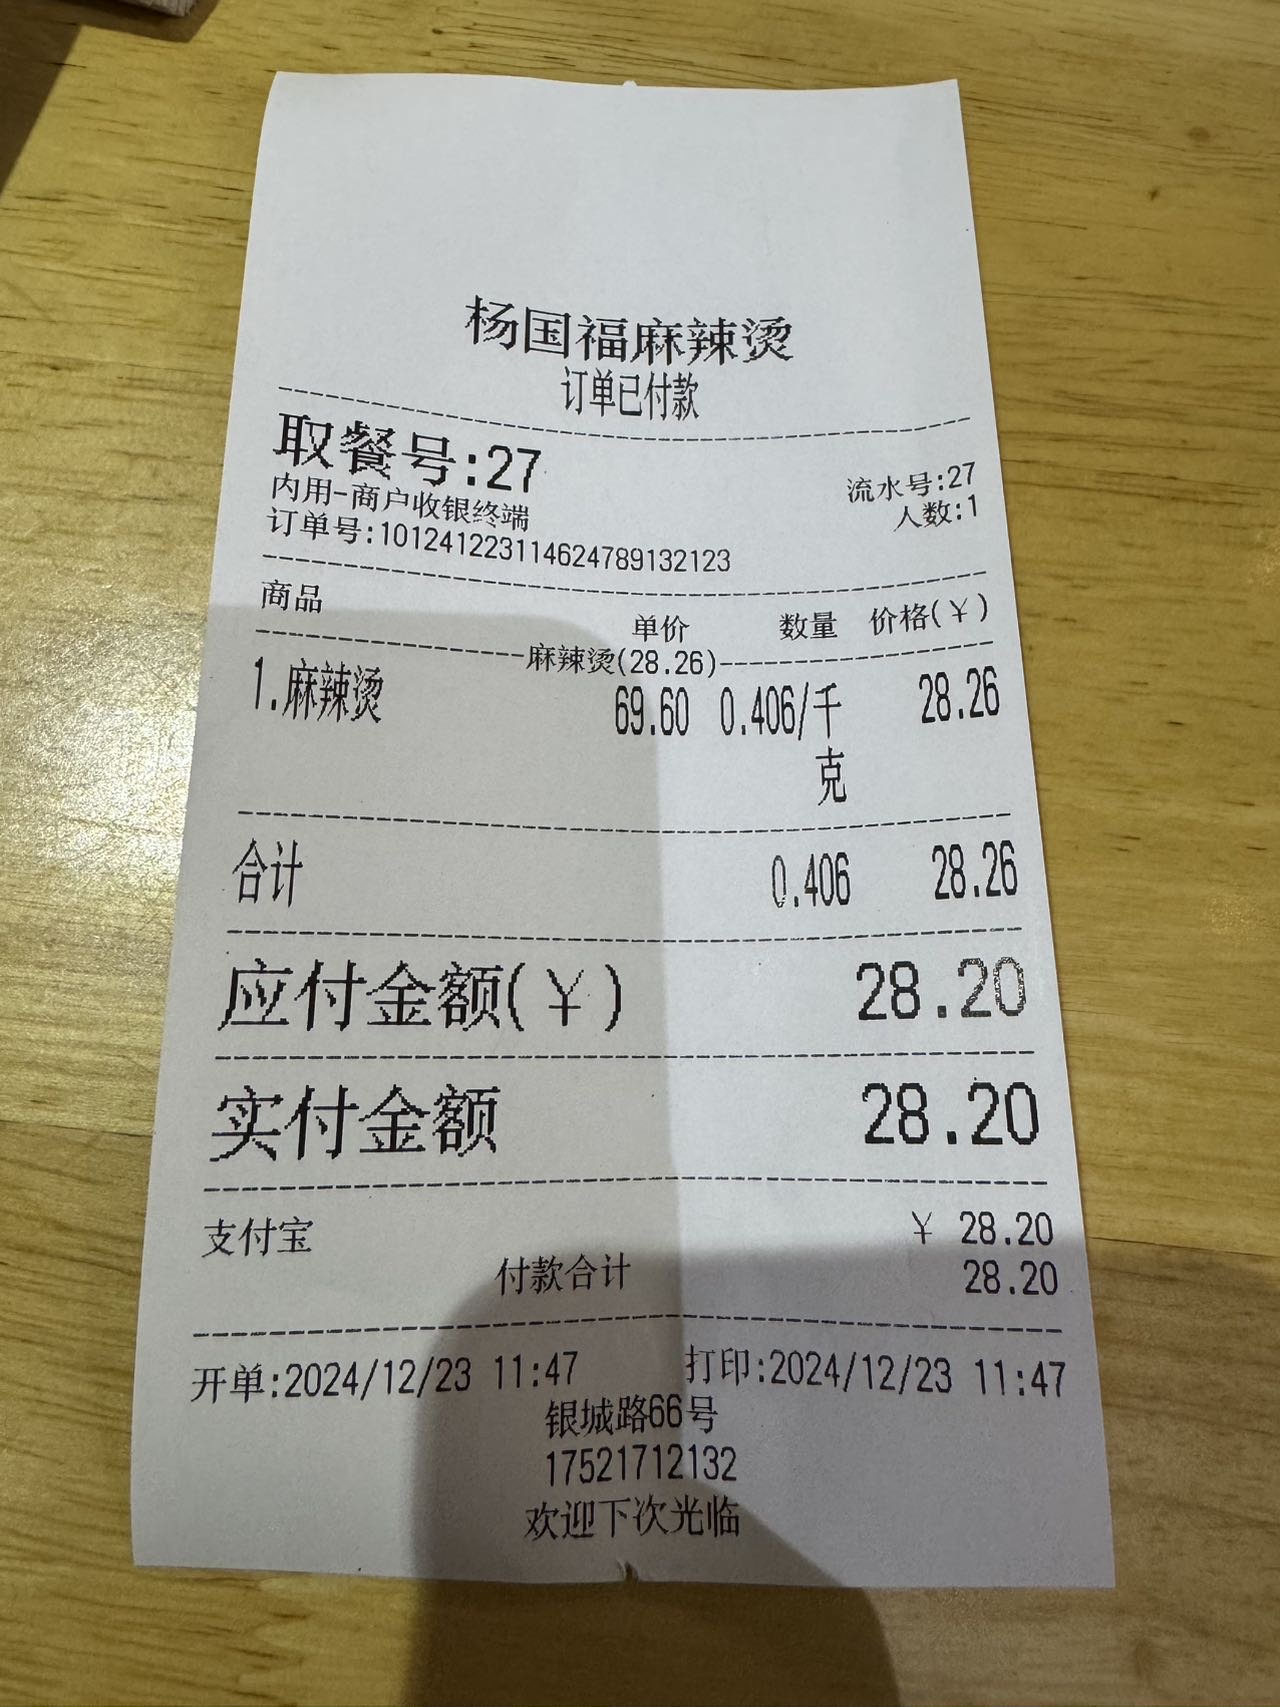 杨国福麻辣烫
订单已付款
取餐号:27 流水号:27
内用-商户收银终端 人数:1
订单号:101241223114624789132123
商品 单价 数量 价格(¥)
麻辣烫(28.26)
1.麻辣烫 69.60 0.406/千克 28.26
合计 0.406 28.26
应付金额(¥) 28.20
实付金额 28.20
支付宝 ¥ 28.20
付款合计 28.20
开单:2024/12/23 11:47 打印:2024/12/23 11:47
银城路66号
17521712132
欢迎下次光临